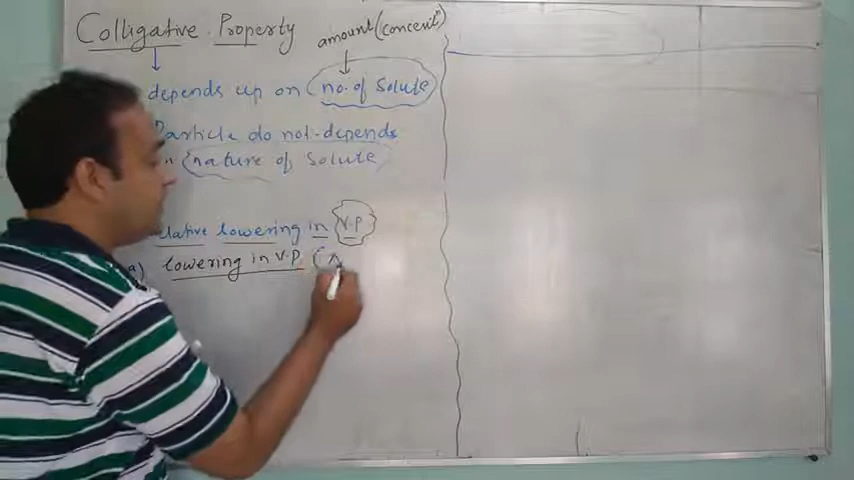 Colligative Property
amount(concent)
depends up on no. of Solute
Particle do not-depends
nature of Solute
lowering in V.P
a) lowering in V.P (